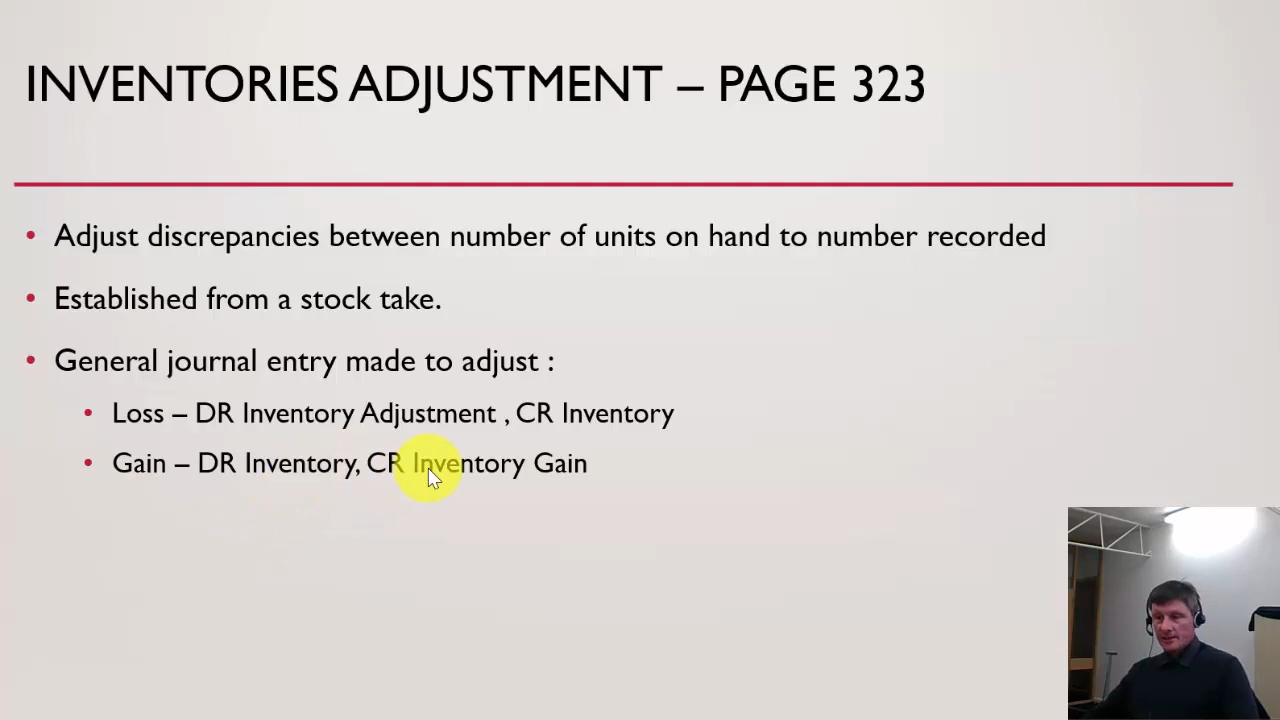 INVENTORIES ADJUSTMENT – PAGE 323
• Adjust discrepancies between number of units on hand to number recorded
• Established from a stock take.
• General journal entry made to adjust :
• Loss – DR Inventory Adjustment , CR Inventory
• Gain – DR Inventory, CR Inventory Gain